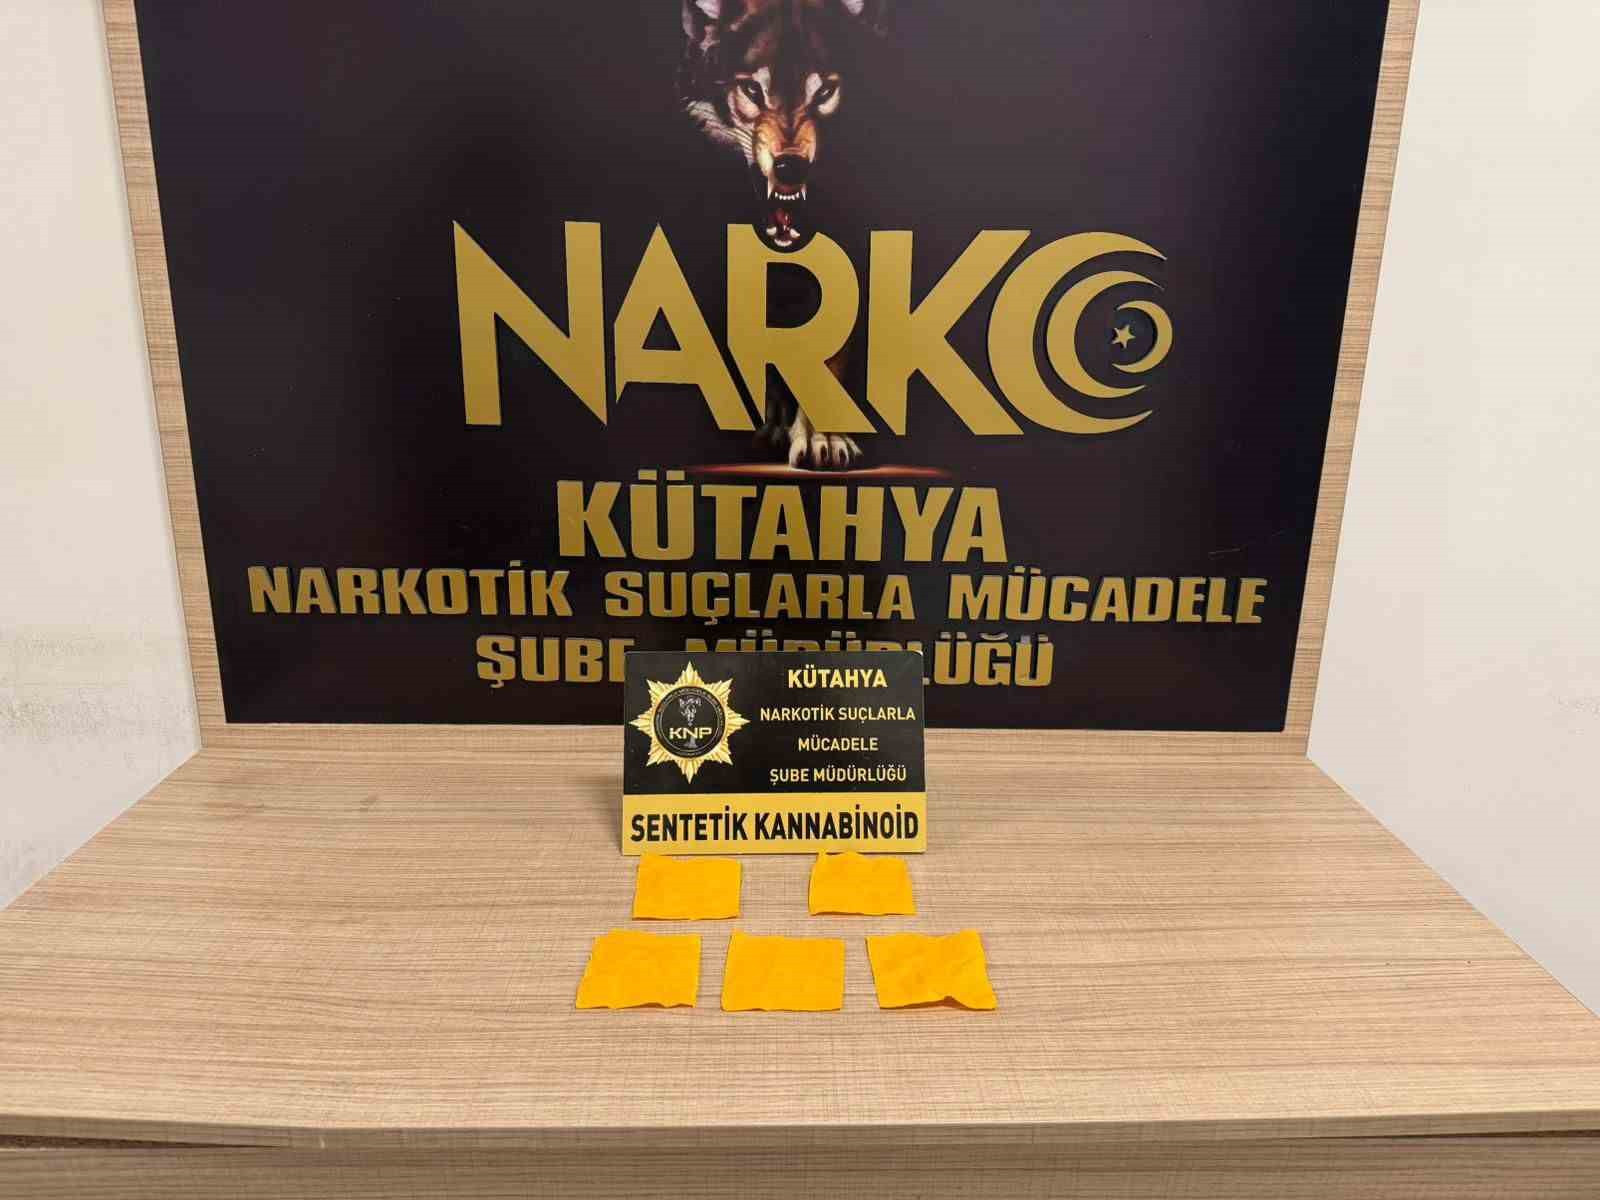 NARKO
KÜTAHYA
NARKOTİK SUÇLARLA MÜCADELE
ŞUBE MÜDÜRLÜĞÜ
KNP
KÜTAHYA
NARKOTİK SUÇLARLA
MÜCADELE
ŞUBE MÜDÜRLÜĞÜ
SENTETİK KANNABİNOİD